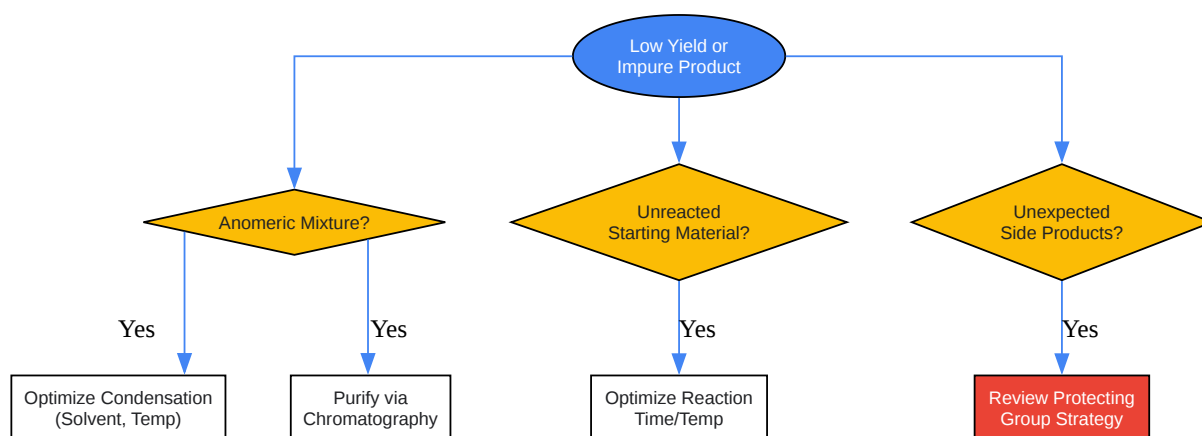 Low Yield or
Impure Product
Anomeric Mixture?
Unreacted
Starting Material?
Unexpected
Side Products?
Yes
Yes
Yes
Yes
Optimize Condensation
(Solvent, Temp)
Purify via
Chromatography
Optimize Reaction
Time/Temp
Review Protecting
Group Strategy